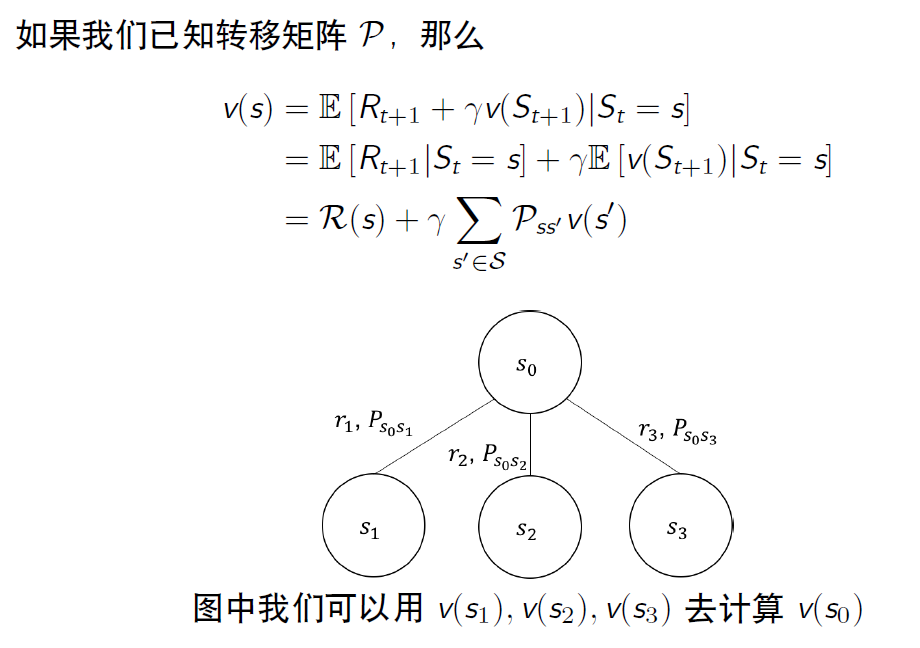 如果我们已知转移矩阵 𝒫，那么
v(s) = 𝔼 [R_{t+1} + γv(S_{t+1})|S_t = s]
= 𝔼 [R_{t+1}|S_t = s] + γ𝔼 [v(S_{t+1})|S_t = s]
= ℛ(s) + γ ∑_{s′∈𝒮} 𝒫_{ss′} v(s′)
s_0
r_1, P_{s_0s_1}
r_2, P_{s_0s_2}
r_3, P_{s_0s_3}
s_1
s_2
s_3
图中我们可以用 v(s_1), v(s_2), v(s_3) 去计算 v(s_0)